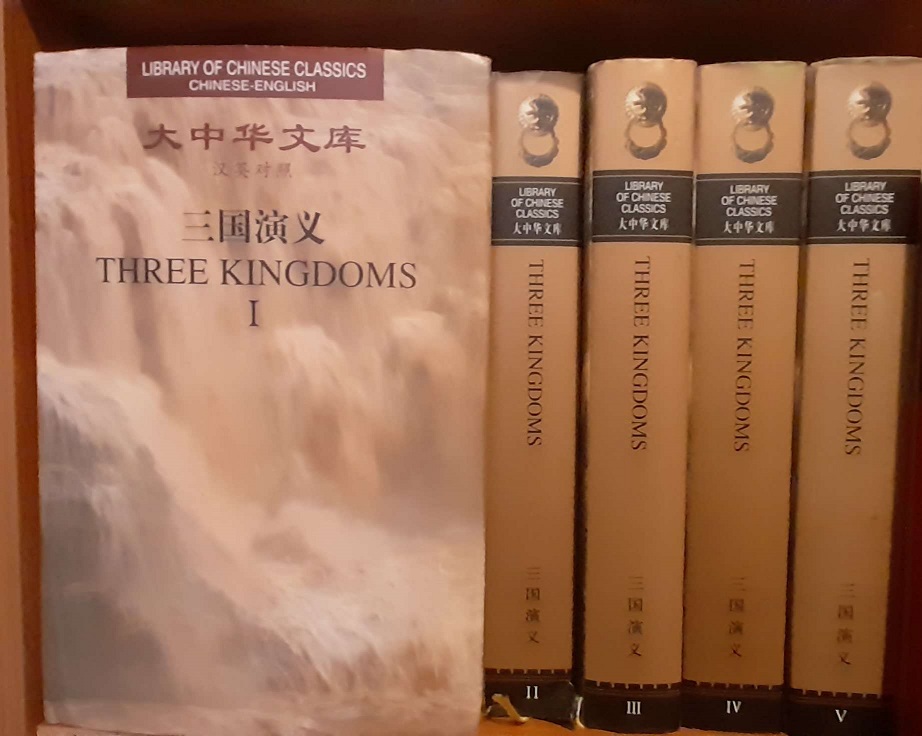 LIBRARY OF CHINESE CLASSICS
CHINESE-ENGLISH
大中华文库
汉英对照
三国演义
THREE KINGDOMS
I
LIBRARY
OF CHINESE
CLASSICS
大中华文库
THREE KINGDOMS
三国演义
II
LIBRARY
OF CHINESE
CLASSICS
大中华文库
THREE KINGDOMS
三国演义
III
LIBRARY
OF CHINESE
CLASSICS
大中华文库
THREE KINGDOMS
三国演义
IV
LIBRARY
OF CHINESE
CLASSICS
大中华文库
THREE KINGDOMS
三国演义
V